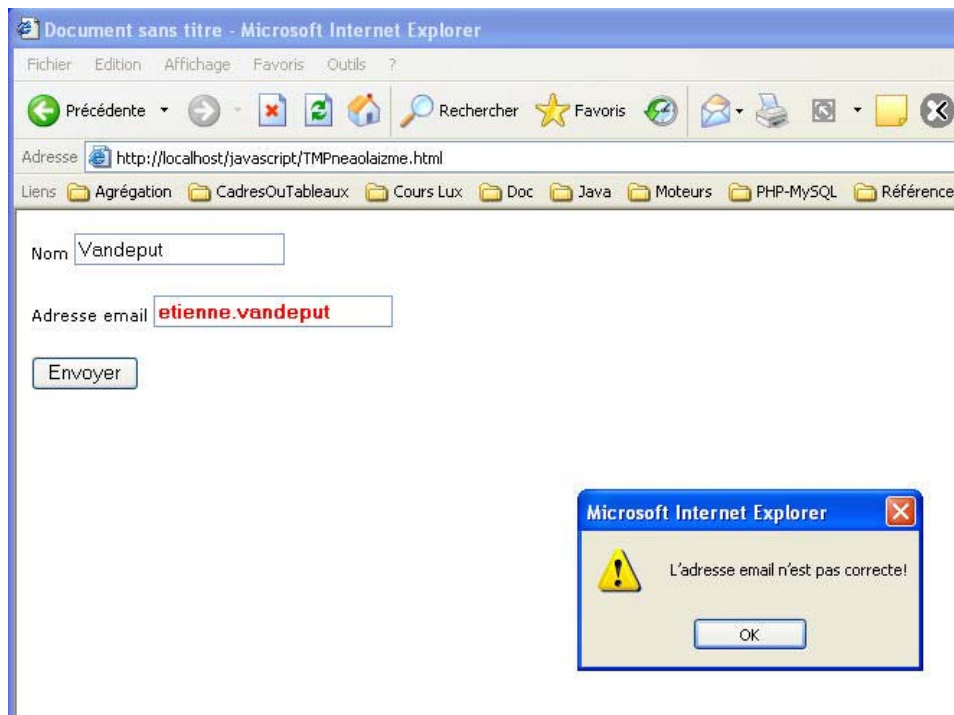 Document sans titre - Microsoft Internet Explorer
Fichier Edition Affichage Favoris Outils ?
Précédente Rechercher Favoris
Adresse http://localhost/javascript/TMPneaolaizme.html
Liens Agrégation CadresOuTableaux Cours Lux Doc Java Moteurs PHP-MySQL Référence
Nom Vandeput
Adresse email etienne.vandeput
Envoyer
Microsoft Internet Explorer
L'adresse email n'est pas correcte!
OK